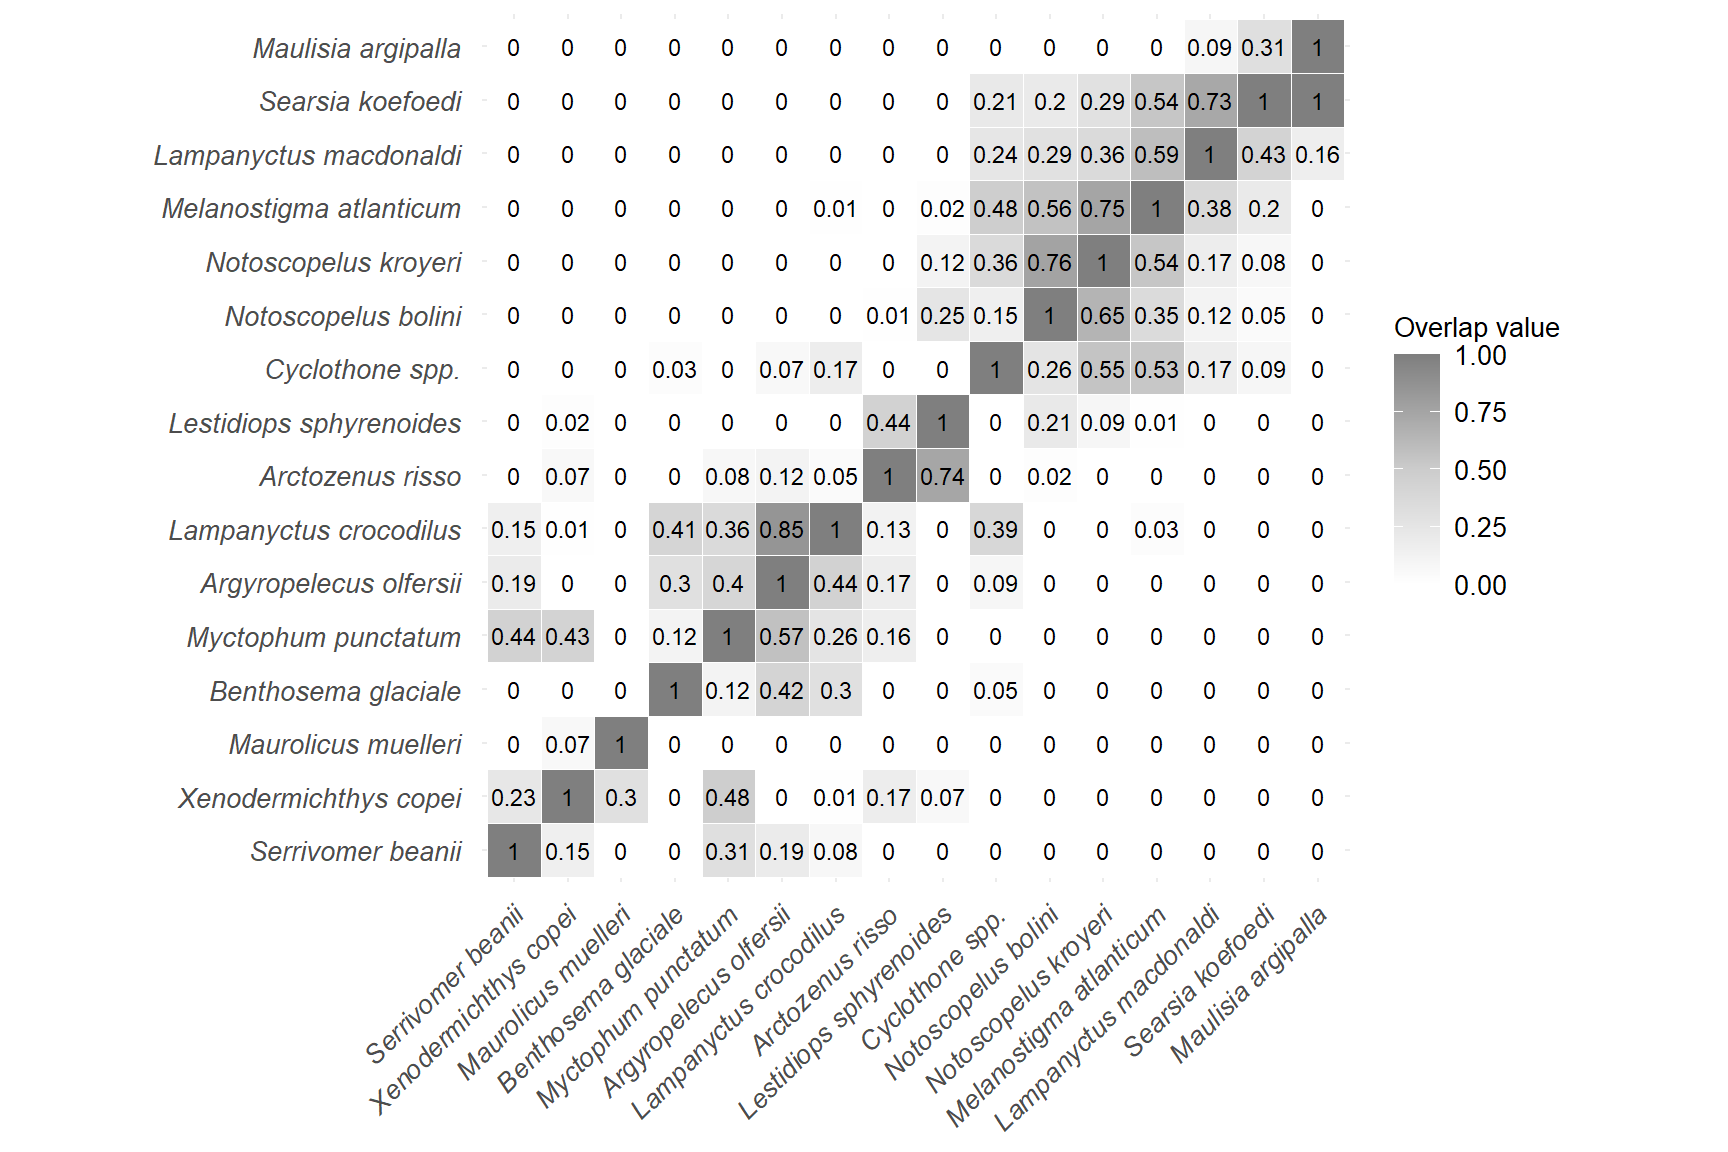 Maulisia argipalla 0 0 0 0 0 0 0 0 0 0 0 0 0 0.09 0.31 1
Searsia koefoedi 0 0 0 0 0 0 0 0 0 0.21 0.2 0.29 0.54 0.73 1 1
Lampanyctus macdonaldi 0 0 0 0 0 0 0 0 0 0.24 0.29 0.36 0.59 1 0.43 0.16
Melanostigma atlanticum 0 0 0 0 0 0 0.01 0 0.02 0.48 0.56 0.75 1 0.38 0.2 0
Notoscopelus kroyeri 0 0 0 0 0 0 0 0 0.12 0.36 0.76 1 0.54 0.17 0.08 0
Notoscopelus bolini 0 0 0 0 0 0 0 0.01 0.25 0.15 1 0.65 0.35 0.12 0.05 0
Cyclothone spp. 0 0 0 0.03 0 0.07 0.17 0 0 1 0.26 0.55 0.53 0.17 0.09 0
Lestidiops sphyrenoides 0 0.02 0 0 0 0 0 0.44 1 0 0.21 0.09 0.01 0 0 0
Arctozenus risso 0 0.07 0 0 0.08 0.12 0.05 1 0.74 0 0.02 0 0 0 0 0
Lampanyctus crocodilus 0.15 0.01 0 0.41 0.36 0.85 1 0.13 0 0.39 0 0 0.03 0 0 0
Argyropelecus olfersii 0.19 0 0 0.3 0.4 1 0.44 0.17 0 0.09 0 0 0 0 0 0
Myctophum punctatum 0.44 0.43 0 0.12 1 0.57 0.26 0.16 0 0 0 0 0 0 0 0
Benthosema glaciale 0 0 0 1 0.12 0.42 0.3 0 0 0.05 0 0 0 0 0 0
Maurolicus muelleri 0 0.07 1 0 0 0 0 0 0 0 0 0 0 0 0 0
Xenodermichthys copei 0.23 1 0.3 0 0.48 0 0.01 0.17 0.07 0 0 0 0 0 0 0
Serrivomer beanii 1 0.15 0 0 0.31 0.19 0.08 0 0 0 0 0 0 0 0 0
Serrivomer beanii
Xenodermichthys copei
Maurolicus muelleri
Benthosema glaciale
Myctophum punctatum
Argyropelecus olfersii
Lampanyctus crocodilus
Arctozenus risso
Lestidiops sphyrenoides
Cyclothone spp.
Notoscopelus bolini
Notoscopelus kroyeri
Melanostigma atlanticum
Lampanyctus macdonaldi
Searsia koefoedi
Maulisia argipalla
Overlap value
1.00
0.75
0.50
0.25
0.00